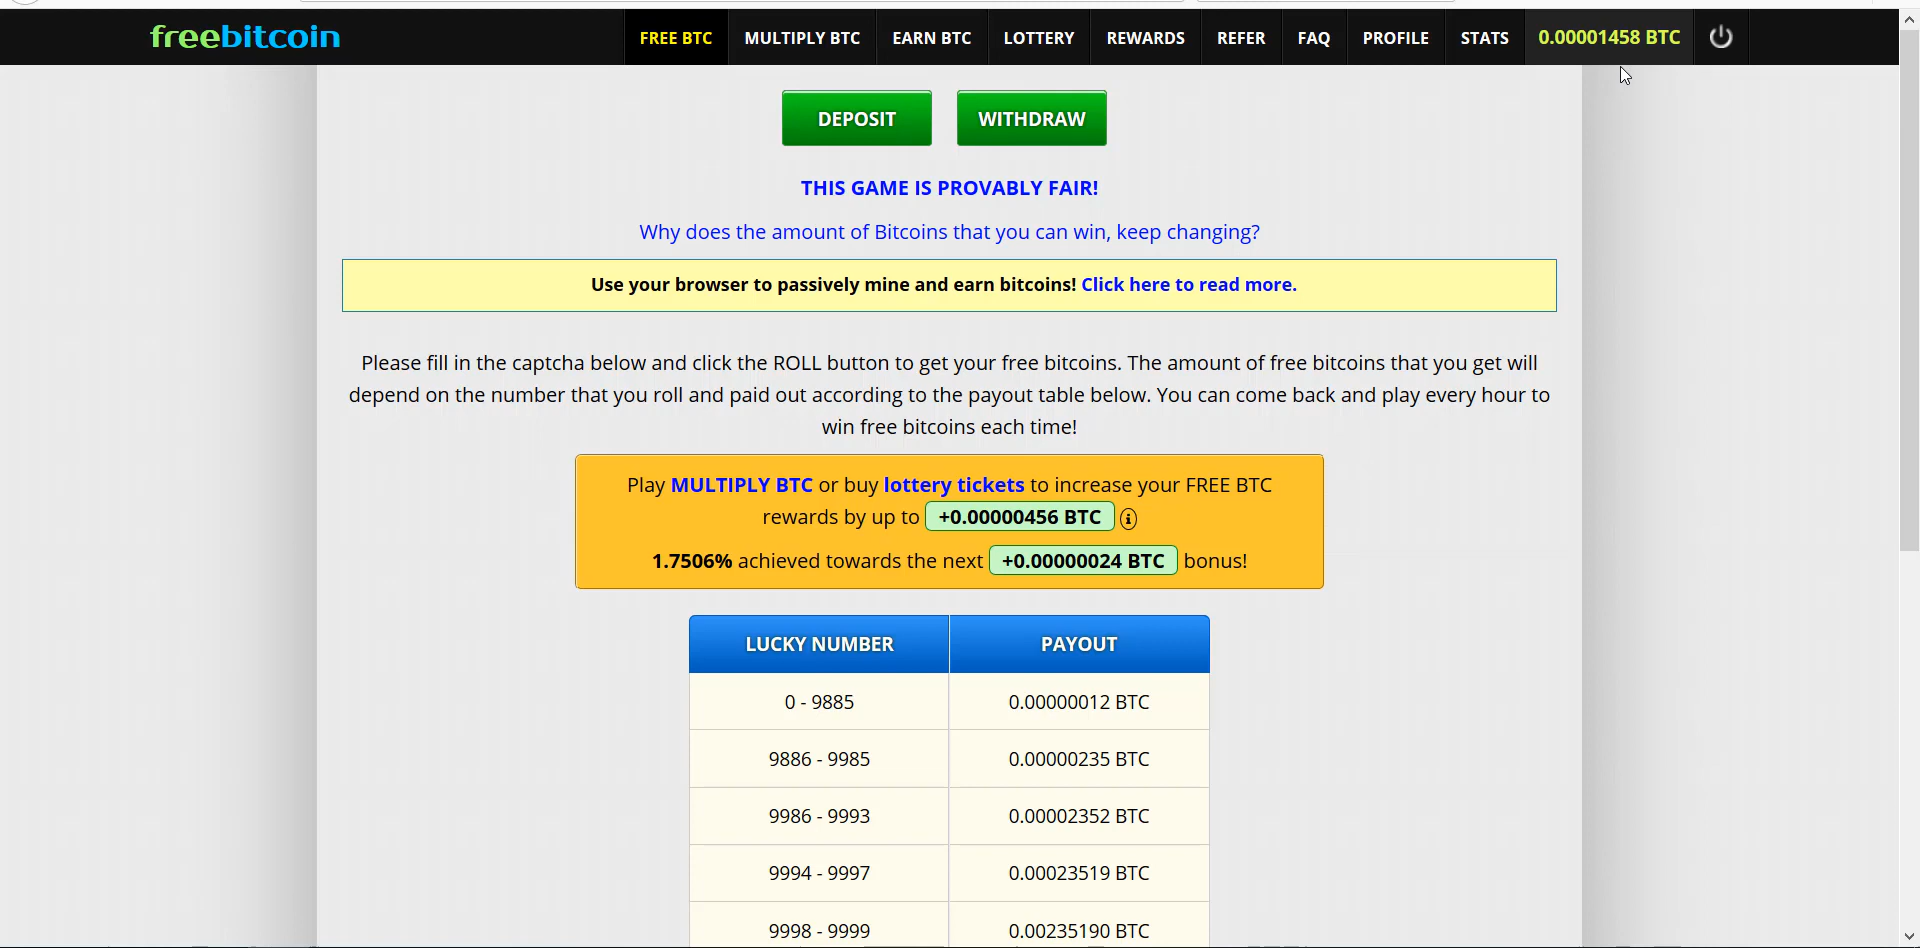 freebitcoin FREE BTC MULTIPLY BTC EARN BTC LOTTERY REWARDS REFER FAQ PROFILE STATS 0.00001458 BTC
DEPOSIT WITHDRAW
THIS GAME IS PROVABLY FAIR!
Why does the amount of Bitcoins that you can win, keep changing?
Use your browser to passively mine and earn bitcoins! Click here to read more.
Please fill in the captcha below and click the ROLL button to get your free bitcoins. The amount of free bitcoins that you get will
depend on the number that you roll and paid out according to the payout table below. You can come back and play every hour to
win free bitcoins each time!
Play MULTIPLY BTC or buy lottery tickets to increase your FREE BTC
rewards by up to +0.00000456 BTC i
1.7506% achieved towards the next +0.00000024 BTC bonus!
LUCKY NUMBER PAYOUT
0 - 9885 0.00000012 BTC
9886 - 9985 0.00000235 BTC
9986 - 9993 0.00002352 BTC
9994 - 9997 0.00023519 BTC
9998 - 9999 0.00235190 BTC